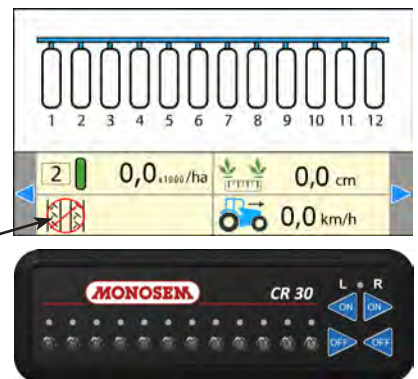 1 2 3 4 5 6 7 8 9 10 11 12
2 0,0 x1000/ha 0,0 cm
0,0 km/h
MONOSEM CR 30 L R
ON ON
OFF OFF